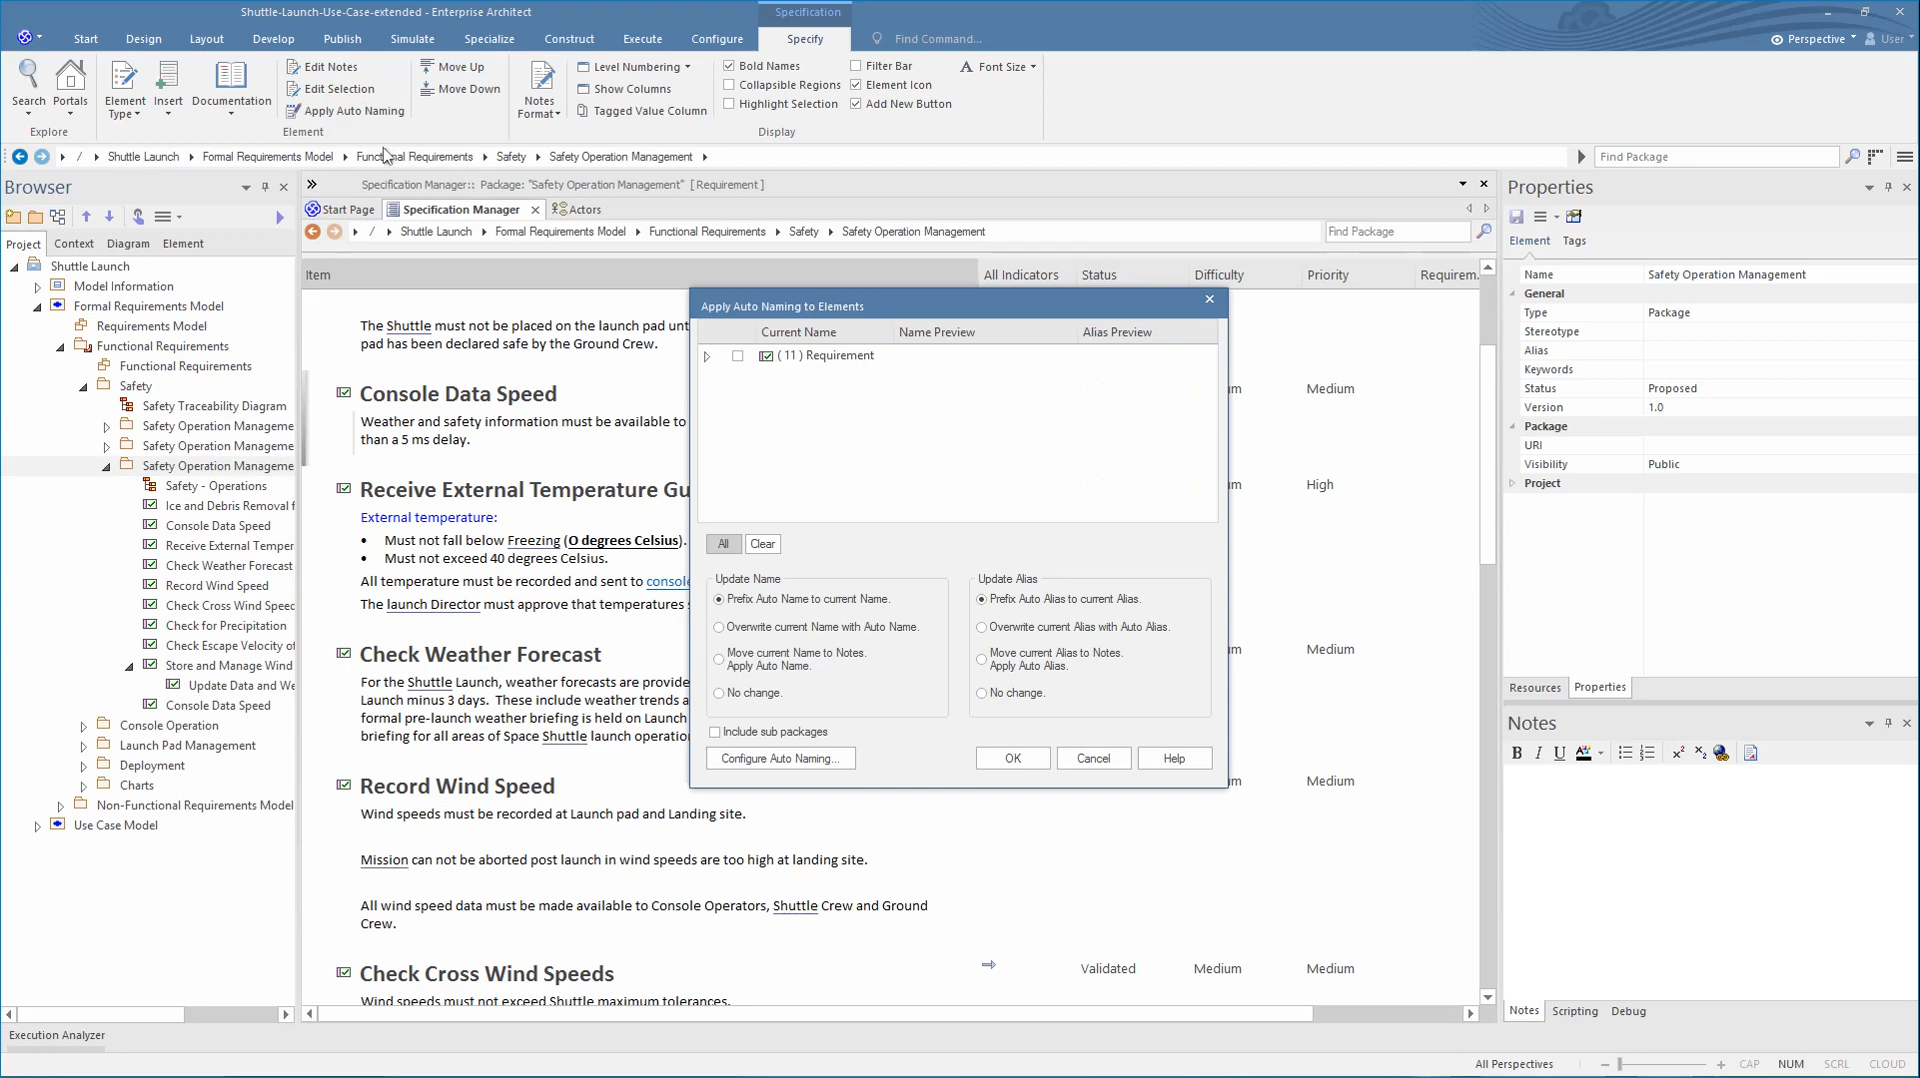 Shuttle-Launch-Use-Case-extended - Enterprise Architect
Specification
Start Design Layout Develop Publish Simulate Specialize Construct Execute Configure Specify Find Command...
Perspective User
Search Portals
Explore
Element Type Insert Documentation
Edit Notes
Edit Selection
Apply Auto Naming
Move Up
Move Down
Element
Notes Format
Level Numbering
Show Columns
Tagged Value Column
Bold Names
Collapsible Regions
Highlight Selection
Filter Bar
Element Icon
Add New Button
Font Size
Display
/ Shuttle Launch Formal Requirements Model Functional Requirements Safety Safety Operation Management
Find Package
Browser
Project Context Diagram Element
Shuttle Launch
Model Information
Formal Requirements Model
Requirements Model
Functional Requirements
Functional Requirements
Safety
Safety Traceability Diagram
Safety Operation Manageme
Safety Operation Manageme
Safety Operation Manageme
Safety - Operations
Ice and Debris Removal f
Console Data Speed
Receive External Temper
Check Weather Forecast
Record Wind Speed
Check Cross Wind Speed
Check for Precipitation
Check Escape Velocity of
Store and Manage Wind
Update Data and We
Console Data Speed
Console Operation
Launch Pad Management
Deployment
Charts
Non-Functional Requirements Model
Use Case Model
Execution Analyzer
Specification Manager:: Package: "Safety Operation Management" [ Requirement ]
Start Page Specification Manager Actors
/ Shuttle Launch Formal Requirements Model Functional Requirements Safety Safety Operation Management
Find Package
Item All Indicators Status Difficulty Priority Requirem.
The Shuttle must not be placed on the launch pad unt
pad has been declared safe by the Ground Crew.
Console Data Speed um Medium
Weather and safety information must be available to
than a 5 ms delay.
Receive External Temperature Gu um High
External temperature:
• Must not fall below Freezing (O degrees Celsius).
• Must not exceed 40 degrees Celsius.
All temperature must be recorded and sent to console
The launch Director must approve that temperatures s
Check Weather Forecast um Medium
For the Shuttle Launch, weather forecasts are provide
Launch minus 3 days. These include weather trends a
formal pre-launch weather briefing is held on Launch
briefing for all areas of Space Shuttle launch operation
Record Wind Speed um Medium
Wind speeds must be recorded at Launch pad and Landing site.
Mission can not be aborted post launch in wind speeds are too high at landing site.
All wind speed data must be made available to Console Operators, Shuttle Crew and Ground
Crew.
Check Cross Wind Speeds Validated Medium Medium
Wind speeds must not exceed Shuttle maximum tolerances.
Apply Auto Naming to Elements
Current Name Name Preview Alias Preview
( 11 ) Requirement
All Clear
Update Name
Prefix Auto Name to current Name.
Overwrite current Name with Auto Name.
Move current Name to Notes.
Apply Auto Name.
No change.
Update Alias
Prefix Auto Alias to current Alias.
Overwrite current Alias with Auto Alias.
Move current Alias to Notes.
Apply Auto Alias.
No change.
Include sub packages
Configure Auto Naming... OK Cancel Help
Properties
Element Tags
Name Safety Operation Management
General
Type Package
Stereotype
Alias
Keywords
Status Proposed
Version 1.0
Package
URI
Visibility Public
Project
Resources Properties
Notes
B I U A
Notes Scripting Debug
All Perspectives CAP NUM SCRL CLOUD